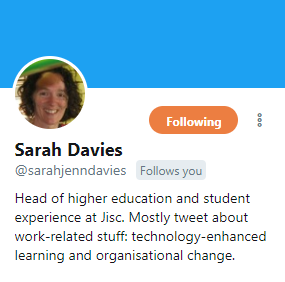 Following
Sarah Davies
@sarahjenndavies Follows you
Head of higher education and student
experience at Jisc. Mostly tweet about
work-related stuff: technology-enhanced
learning and organisational change.